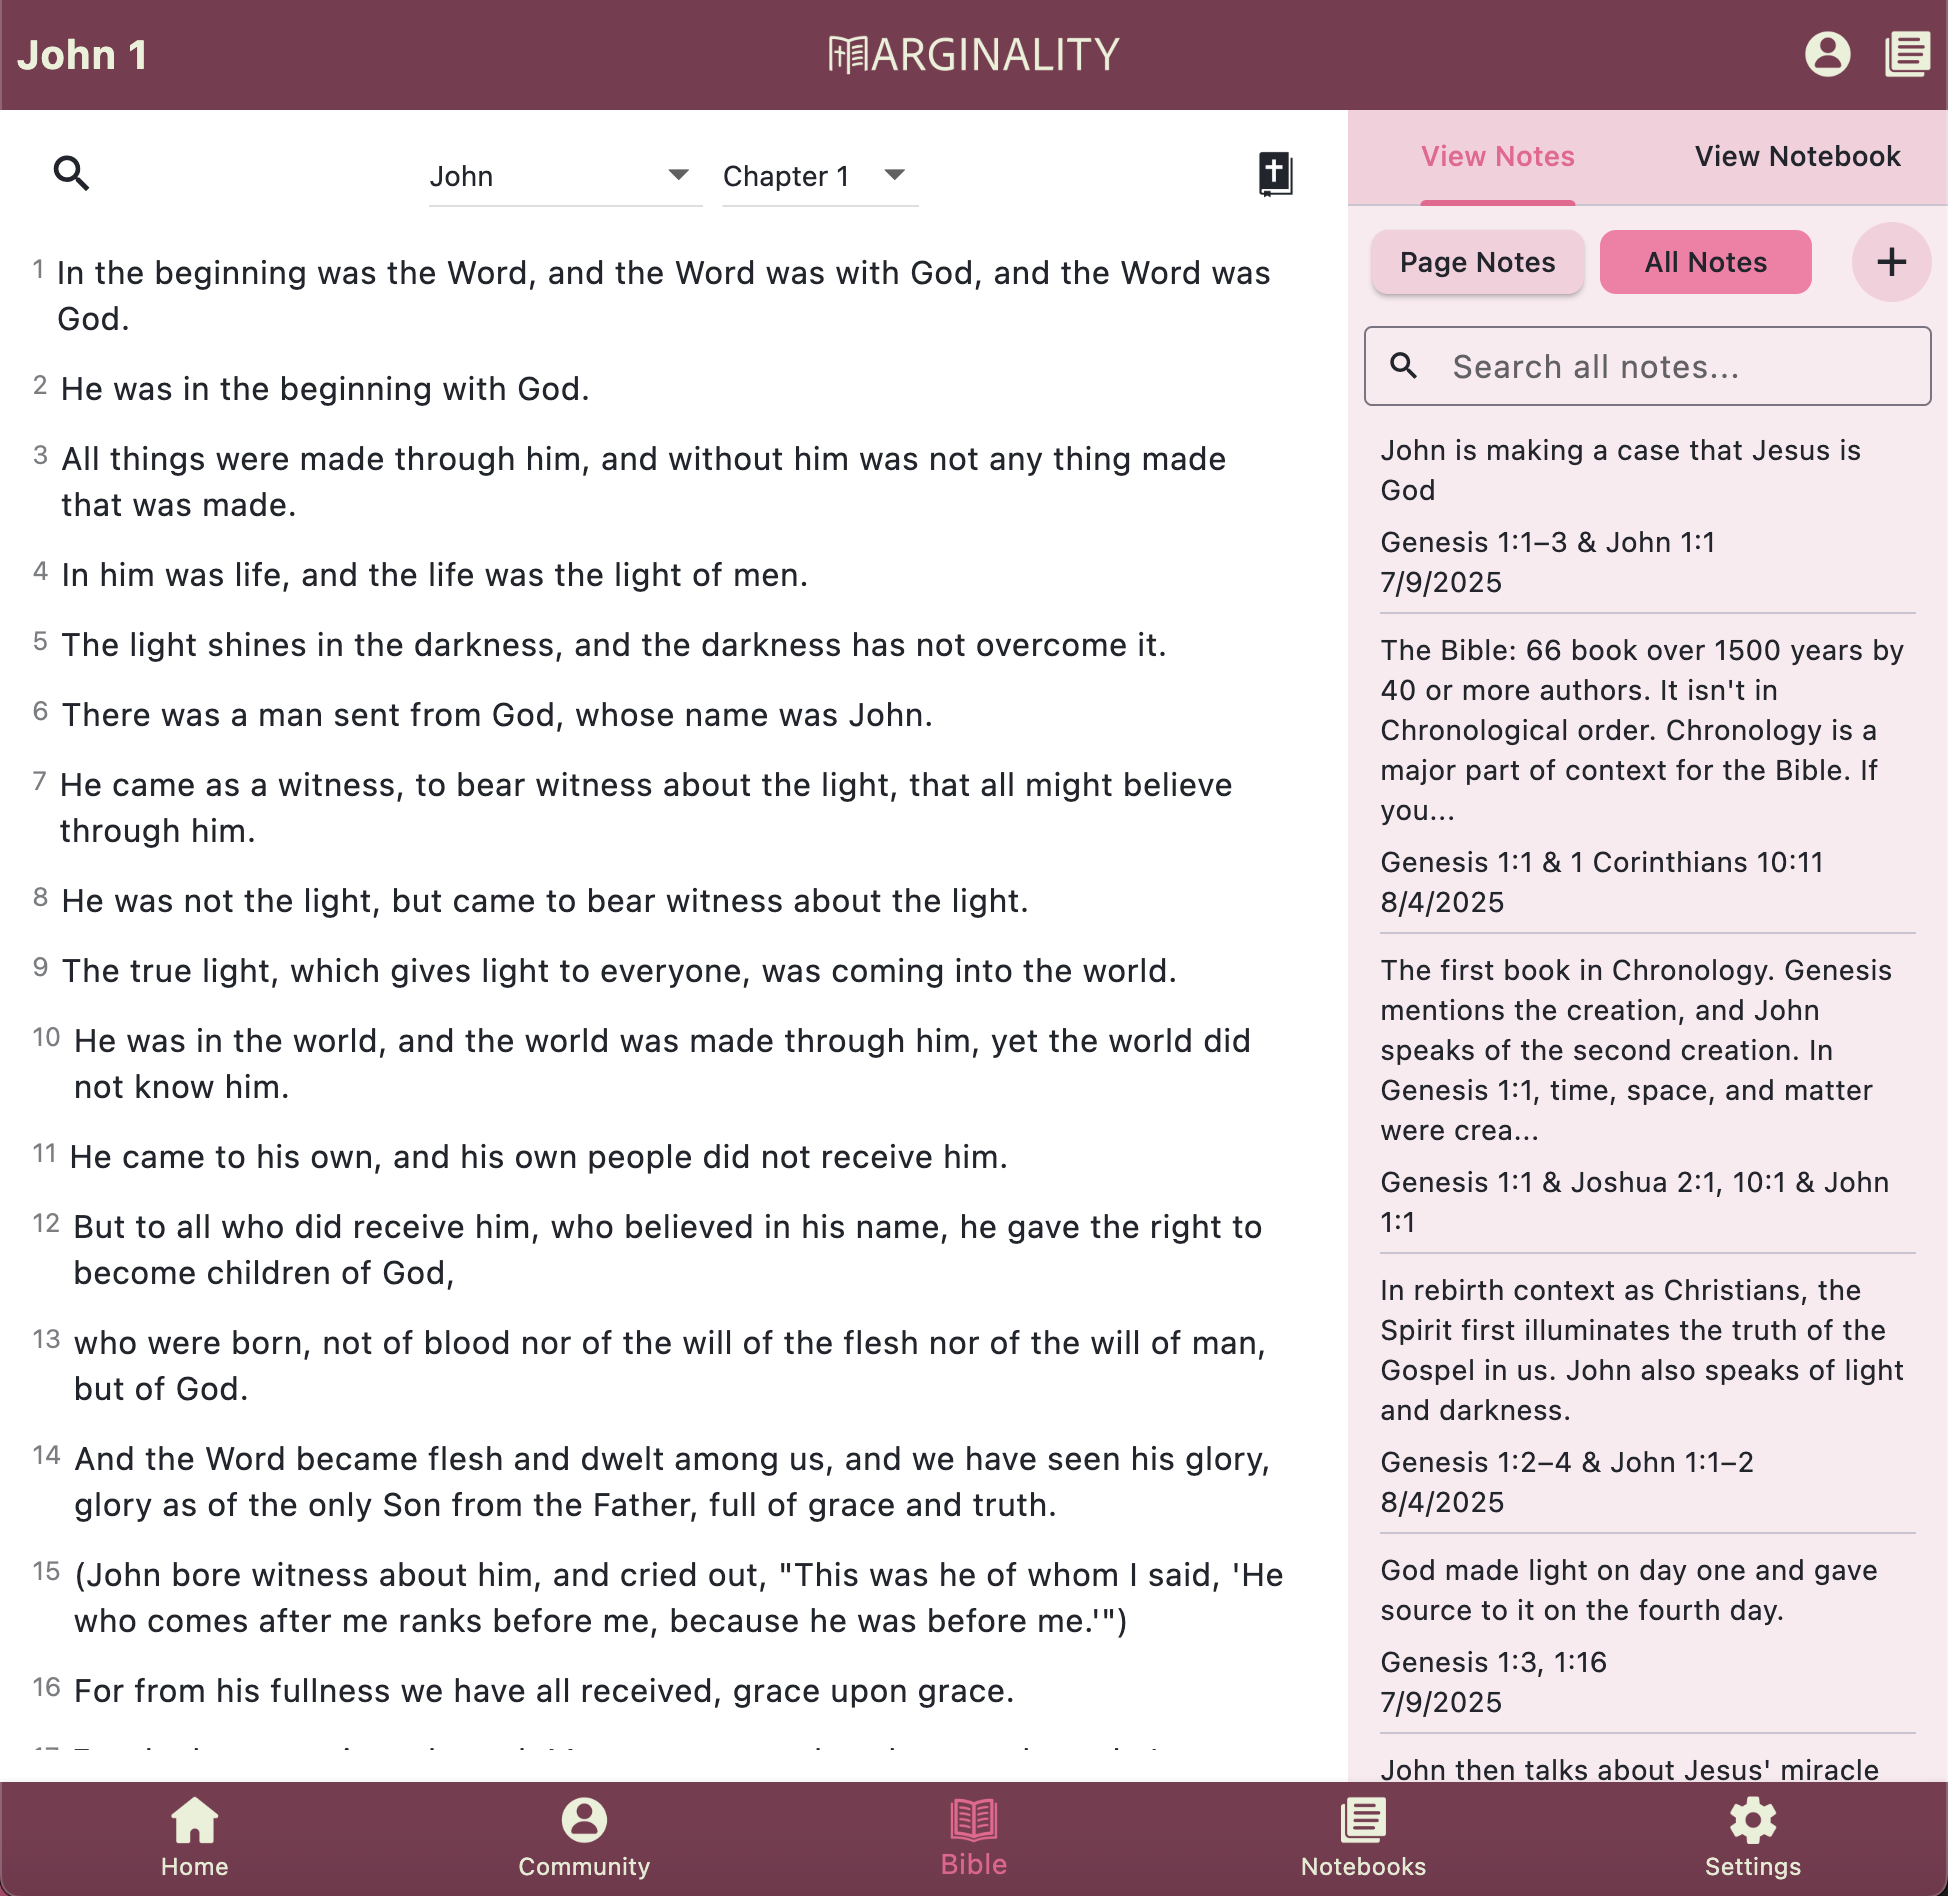 John 1
MARGINALITY
John
Chapter 1
1 In the beginning was the Word, and the Word was with God, and the Word was
God.
2 He was in the beginning with God.
3 All things were made through him, and without him was not any thing made
that was made.
4 In him was life, and the life was the light of men.
5 The light shines in the darkness, and the darkness has not overcome it.
6 There was a man sent from God, whose name was John.
7 He came as a witness, to bear witness about the light, that all might believe
through him.
8 He was not the light, but came to bear witness about the light.
9 The true light, which gives light to everyone, was coming into the world.
10 He was in the world, and the world was made through him, yet the world did
not know him.
11 He came to his own, and his own people did not receive him.
12 But to all who did receive him, who believed in his name, he gave the right to
become children of God,
13 who were born, not of blood nor of the will of the flesh nor of the will of man,
but of God.
14 And the Word became flesh and dwelt among us, and we have seen his glory,
glory as of the only Son from the Father, full of grace and truth.
15 (John bore witness about him, and cried out, "This was he of whom I said, 'He
who comes after me ranks before me, because he was before me.'")
16 For from his fullness we have all received, grace upon grace.
View Notes
View Notebook
Page Notes
All Notes
+
Search all notes...
John is making a case that Jesus is
God
Genesis 1:1–3 & John 1:1
7/9/2025
The Bible: 66 book over 1500 years by
40 or more authors. It isn't in
Chronological order. Chronology is a
major part of context for the Bible. If
you...
Genesis 1:1 & 1 Corinthians 10:11
8/4/2025
The first book in Chronology. Genesis
mentions the creation, and John
speaks of the second creation. In
Genesis 1:1, time, space, and matter
were crea...
Genesis 1:1 & Joshua 2:1, 10:1 & John
1:1
In rebirth context as Christians, the
Spirit first illuminates the truth of the
Gospel in us. John also speaks of light
and darkness.
Genesis 1:2–4 & John 1:1–2
8/4/2025
God made light on day one and gave
source to it on the fourth day.
Genesis 1:3, 1:16
7/9/2025
John then talks about Jesus' miracle
Home
Community
Bible
Notebooks
Settings